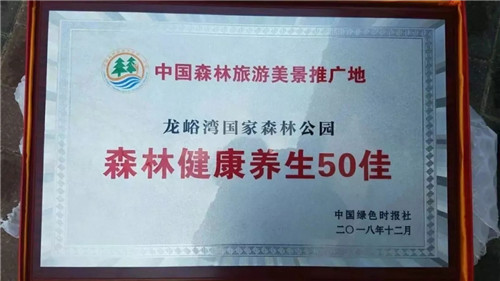 中国森林旅游美景推广地
龙峪湾国家森林公园
森林健康养生50佳
中国绿色时报社
二〇一八年十二月